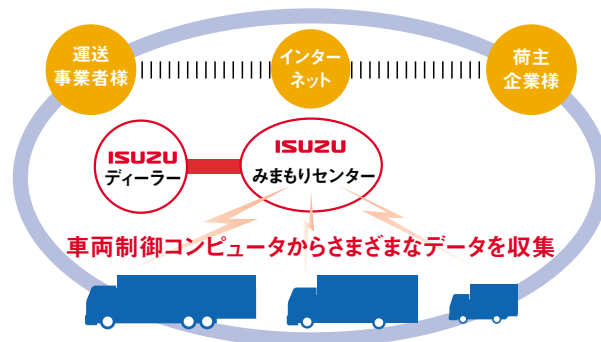 運送
事業者様
インター
ネット
荷主
企業様
ISUZU
ディーラー
ISUZU
みまもりセンター
車両制御コンピュータからさまざまなデータを収集